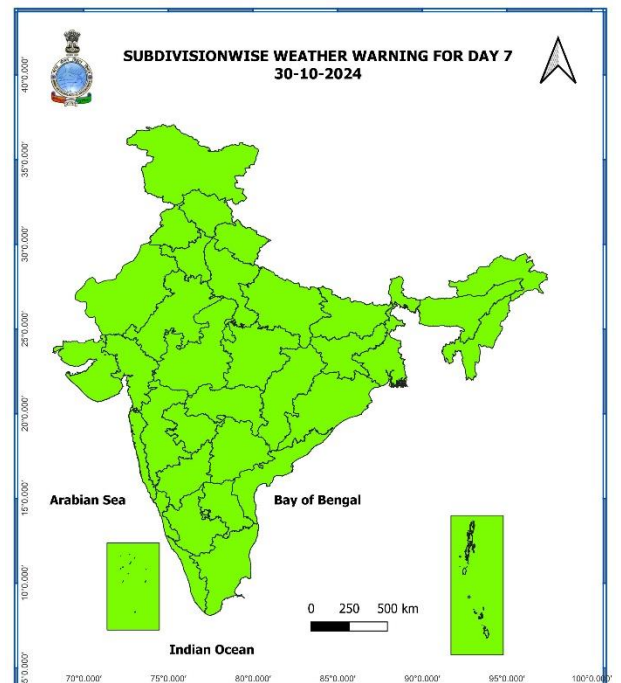 SUBDIVISIONWISE WEATHER WARNING FOR DAY 7
30-10-2024
40°0.000'
35°0.000'
30°0.000'
25°0.000'
20°0.000'
15°0.000'
10°0.000'
5°0.000'
Arabian Sea
Bay of Bengal
0 250 500 km
Indian Ocean
70°0.000' 75°0.000' 80°0.000' 85°0.000' 90°0.000' 95°0.000' 100°0.000'